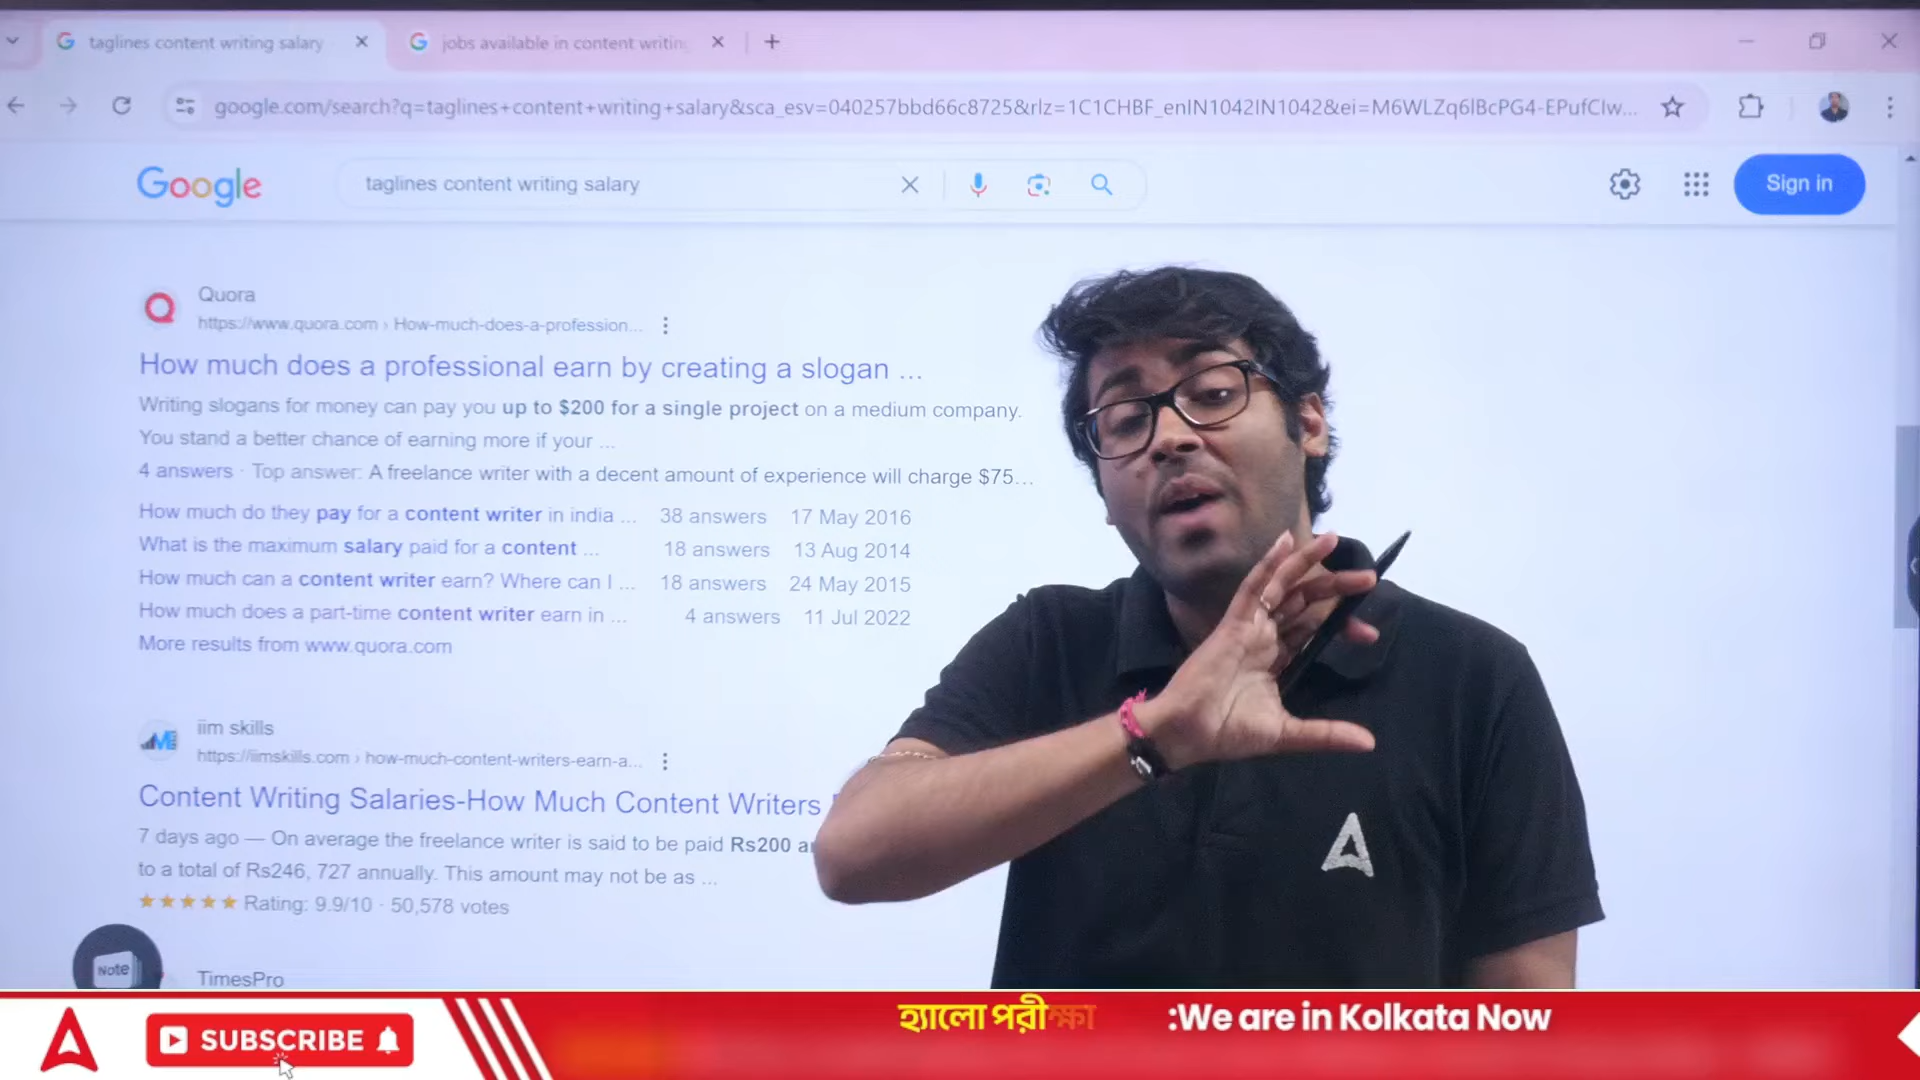 taglines content writing salary
jobs available in content writin
google.com/search?q=taglines+content+writing+salary&sca_esv=040257bbd66c8725&rlz=1C1CHBF_enIN1042IN1042&ei=M6WLZq6lBcPG4-EPufCIw...
Google
taglines content writing salary
Sign in
Quora
https://www.quora.com › How-much-does-a-profession...
How much does a professional earn by creating a slogan ...
Writing slogans for money can pay you up to $200 for a single project on a medium company.
You stand a better chance of earning more if your ...
4 answers · Top answer: A freelance writer with a decent amount of experience will charge $75...
How much do they pay for a content writer in india ... 38 answers 17 May 2016
What is the maximum salary paid for a content ... 18 answers 13 Aug 2014
How much can a content writer earn? Where can I ... 18 answers 24 May 2015
How much does a part-time content writer earn in ... 4 answers 11 Jul 2022
More results from www.quora.com
iim skills
https://iimskills.com › how-much-content-writers-earn-a...
Content Writing Salaries-How Much Content Writers
7 days ago — On average the freelance writer is said to be paid Rs200
to a total of Rs246, 727 annually. This amount may not be as ...
Rating: 9.9/10 · 50,578 votes
Note
TimesPro
SUBSCRIBE
হ্যালো পরীক্ষা
:We are in Kolkata Now